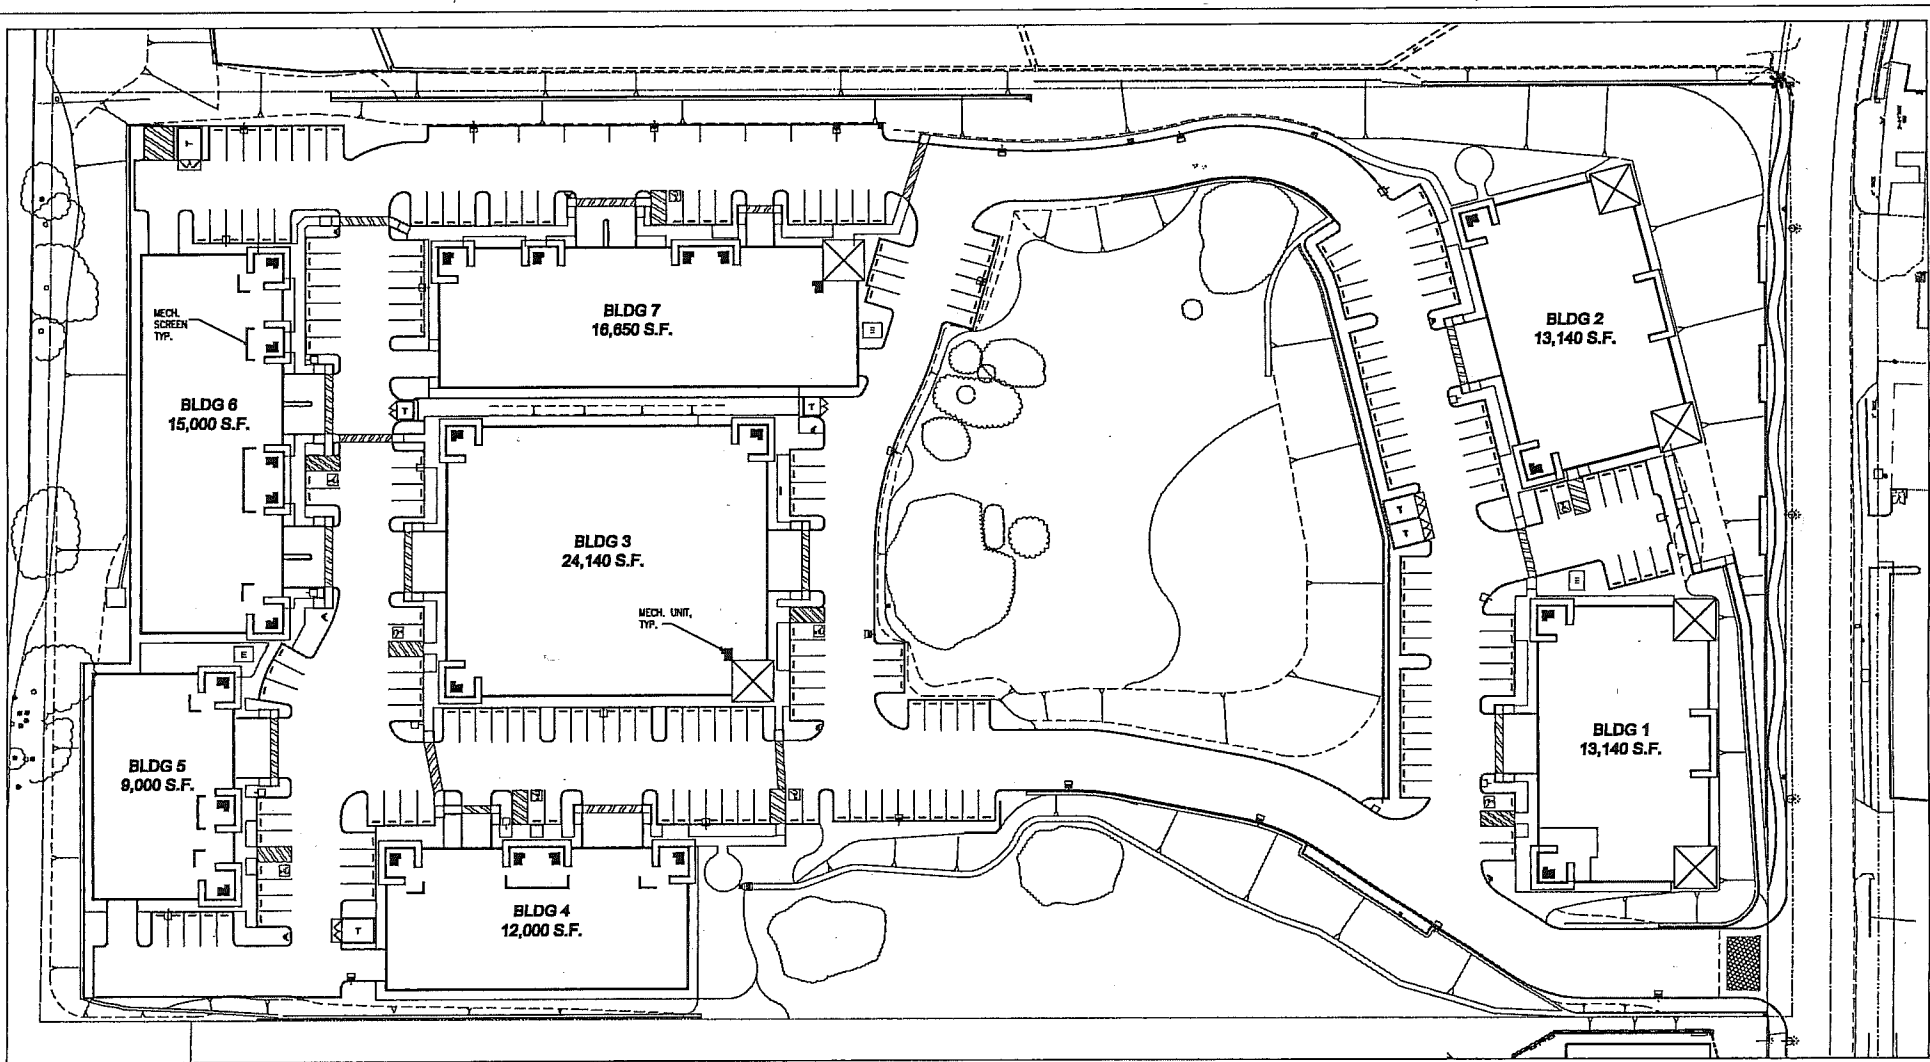 T
BLDG 7
16,650 S.F.
BLDG 2
13,140 S.F.
MECH.
SCREEN
TYP.
BLDG 6
15,000 S.F.
T
T
BLDG 3
24,140 S.F.
T
T
MECH. UNIT,
TYP.
BLDG 1
13,140 S.F.
BLDG 5
9,000 S.F.
BLDG 4
12,000 S.F.
T